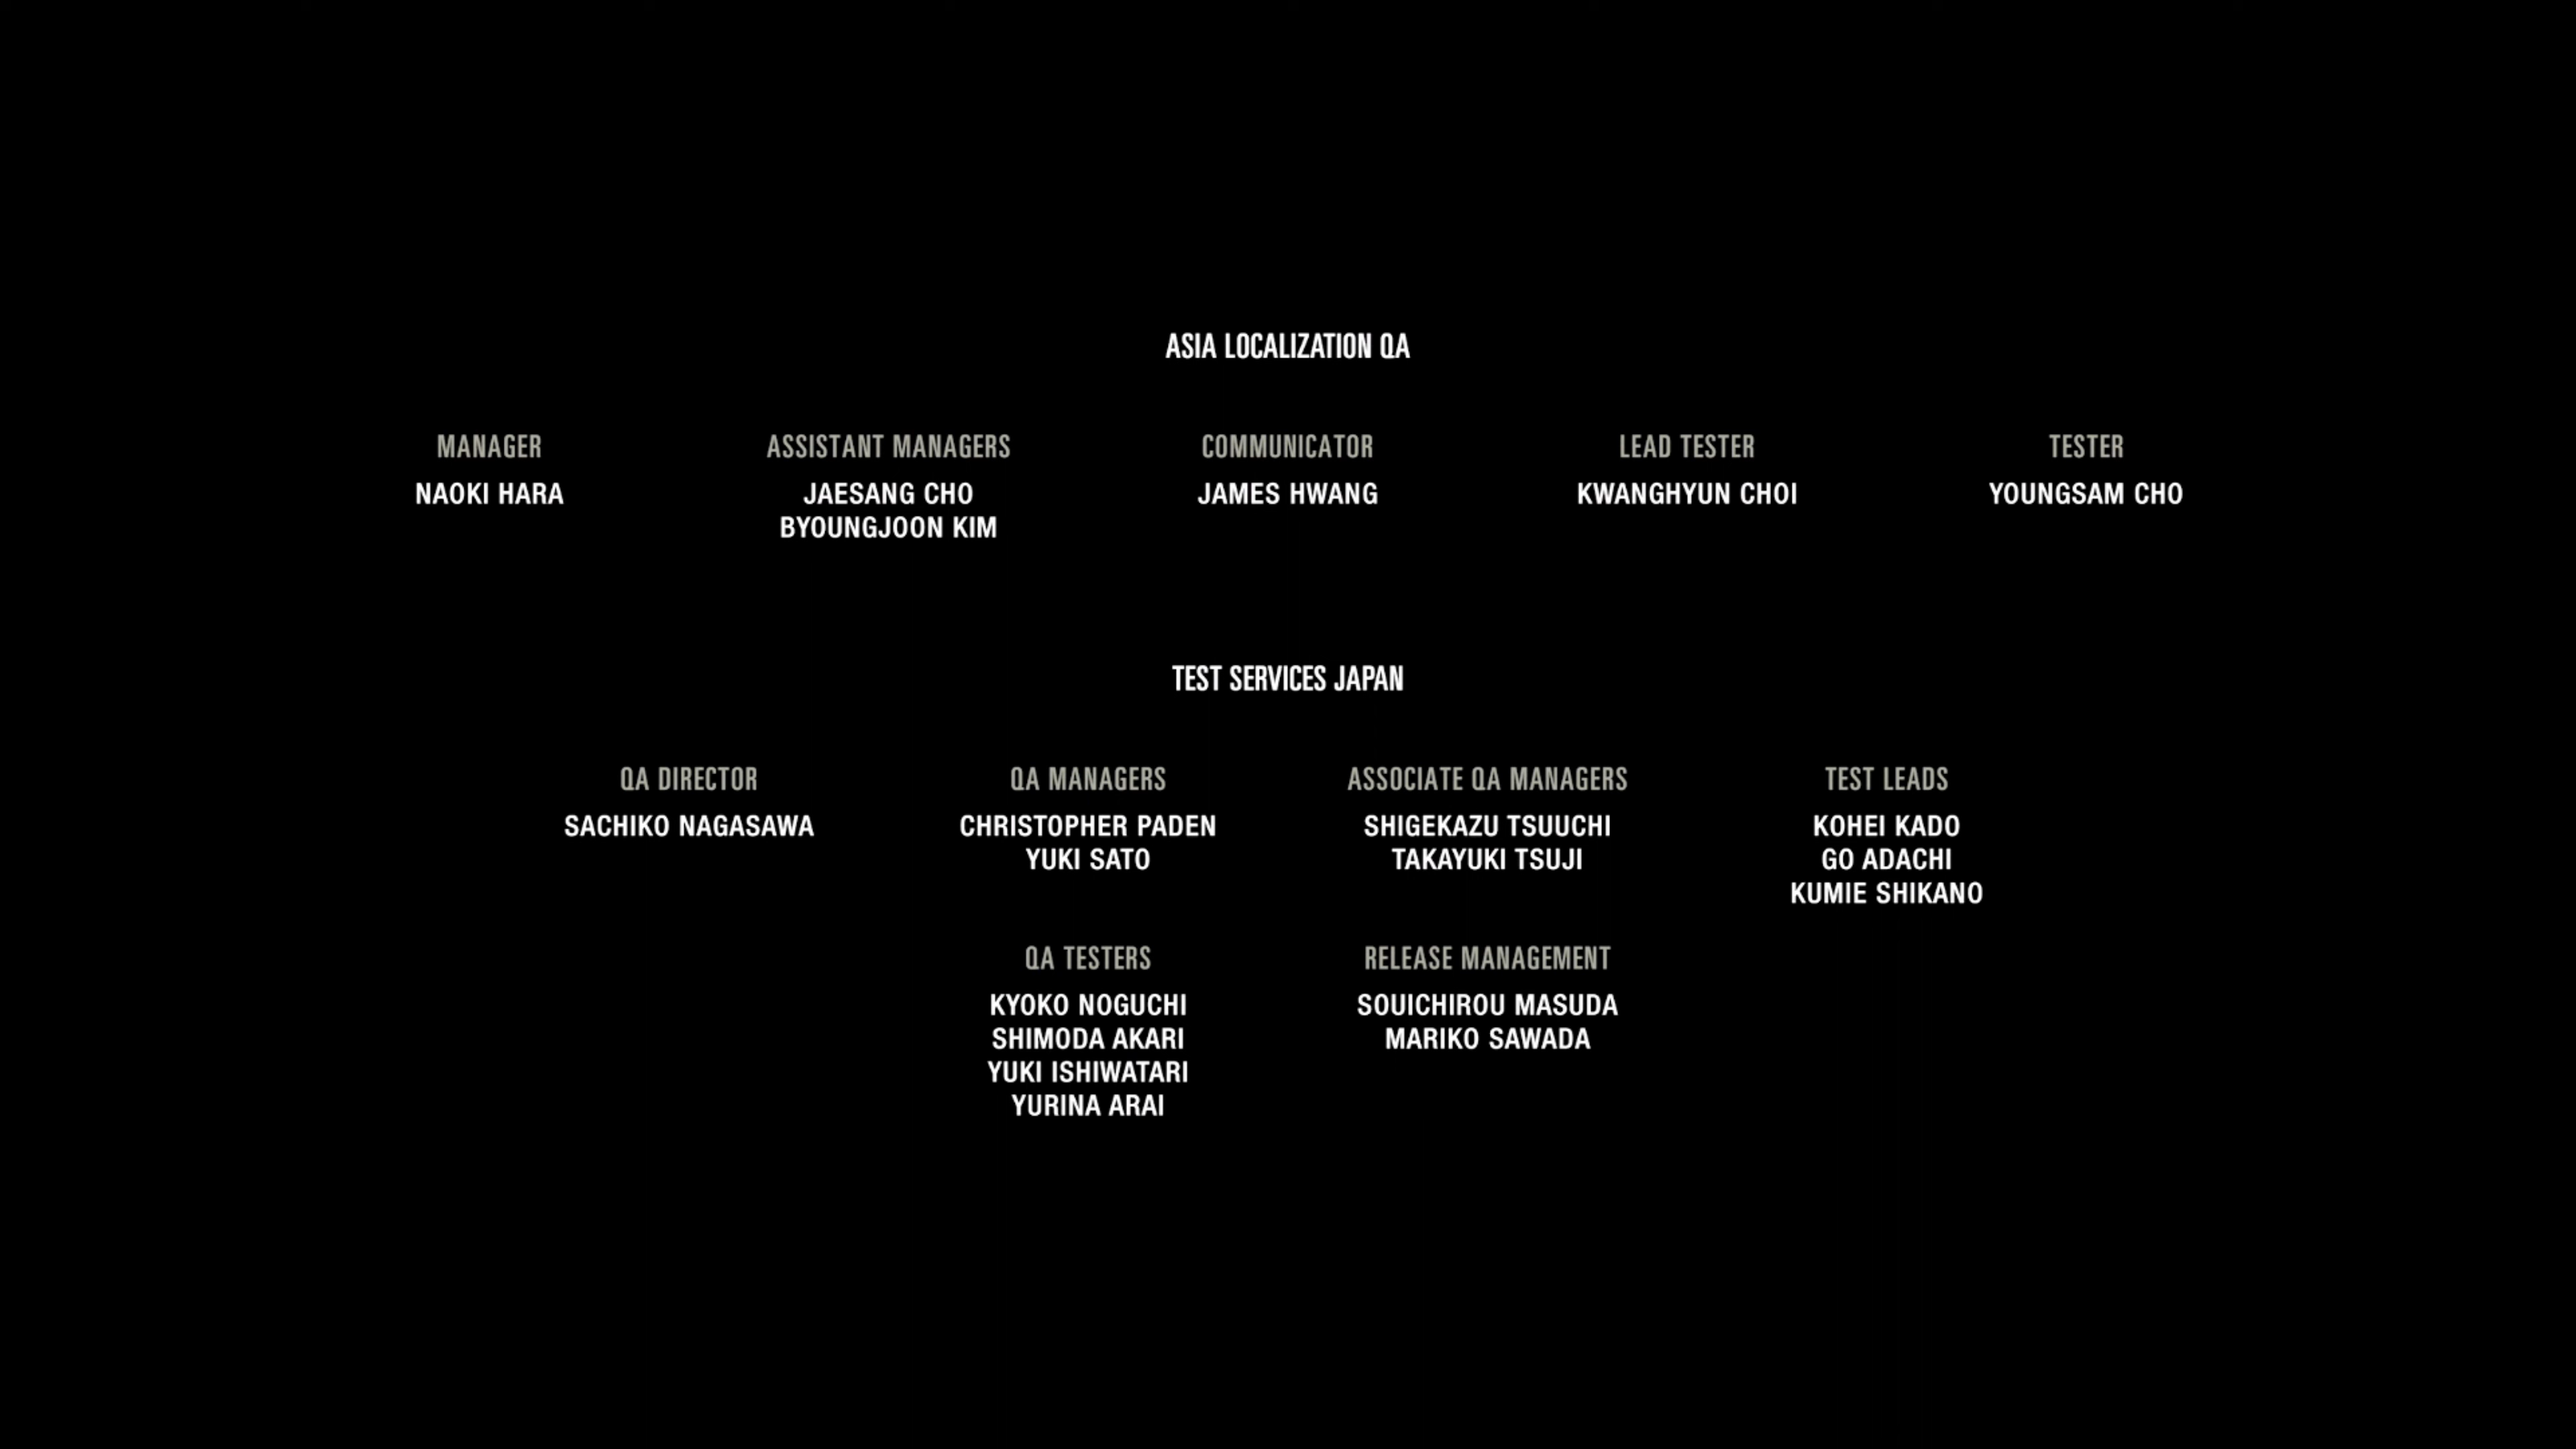 ASIA LOCALIZATION QA
MANAGER
NAOKI HARA
ASSISTANT MANAGERS
JAESANG CHO
BYOUNGJOON KIM
COMMUNICATOR
JAMES HWANG
LEAD TESTER
KWANGHYUN CHOI
TESTER
YOUNGSAM CHO
TEST SERVICES JAPAN
QA DIRECTOR
SACHIKO NAGASAWA
QA MANAGERS
CHRISTOPHER PADEN
YUKI SATO
ASSOCIATE QA MANAGERS
SHIGEKAZU TSUUCHI
TAKAYUKI TSUJI
TEST LEADS
KOHEI KADO
GO ADACHI
KUMIE SHIKANO
QA TESTERS
KYOKO NOGUCHI
SHIMODA AKARI
YUKI ISHIWATARI
YURINA ARAI
RELEASE MANAGEMENT
SOUICHIROU MASUDA
MARIKO SAWADA